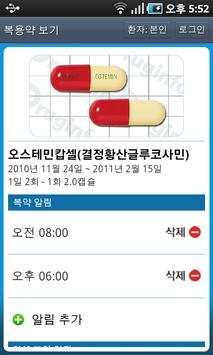 오후 5:52
복용약 보기
환자: 본인
로그인
OSTEMIN
Druginfo
오스테민캅셀(결정황산글루코사민)
2010년 11월 24일 ~ 2011년 2월 15일
1일 2회 - 1회 2.0캅셀
복약 알림
오전 08:00
삭제
오후 06:00
삭제
알림 추가